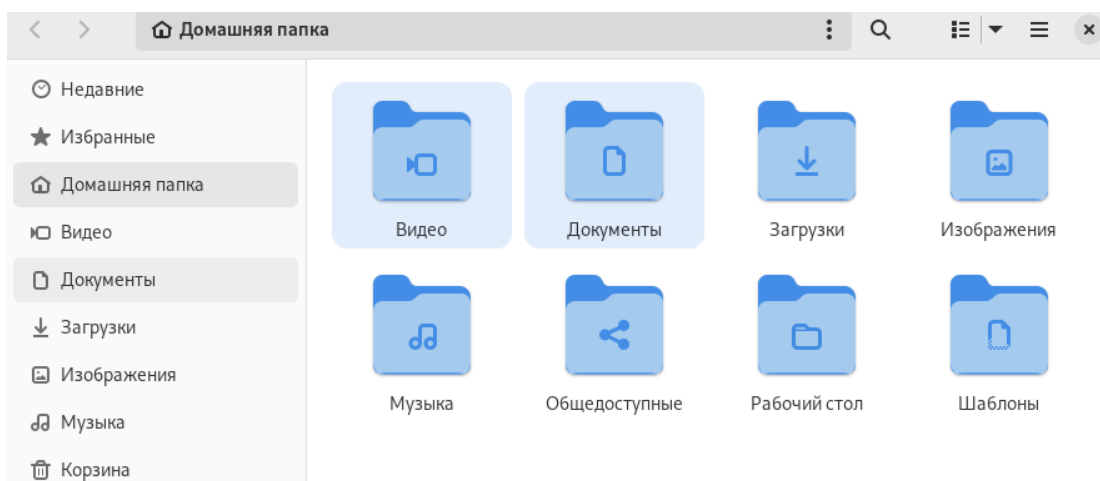 Домашняя папка
Недавние
Избранные
Домашняя папка
Видео
Документы
Загрузки
Изображения
Музыка
Корзина
Видео Документы Загрузки Изображения
Музыка Общедоступные Рабочий стол Шаблоны